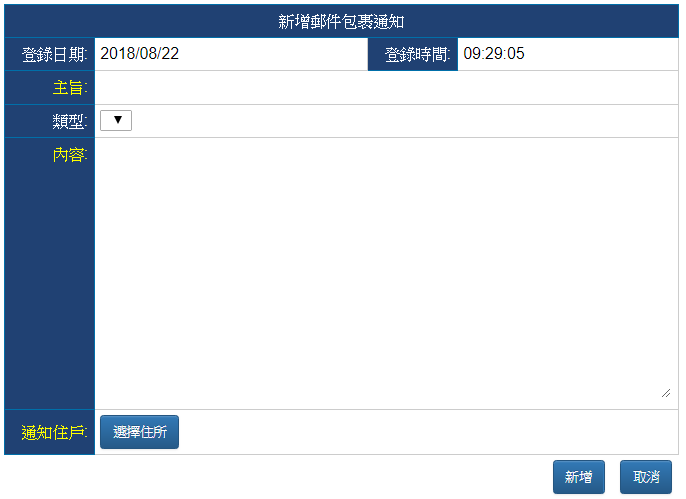 新增郵件包裹通知
登錄日期: 2018/08/22 登錄時間: 09:29:05
主旨:
類型: ▼
內容:
通知住戶: 選擇住所
新增 取消